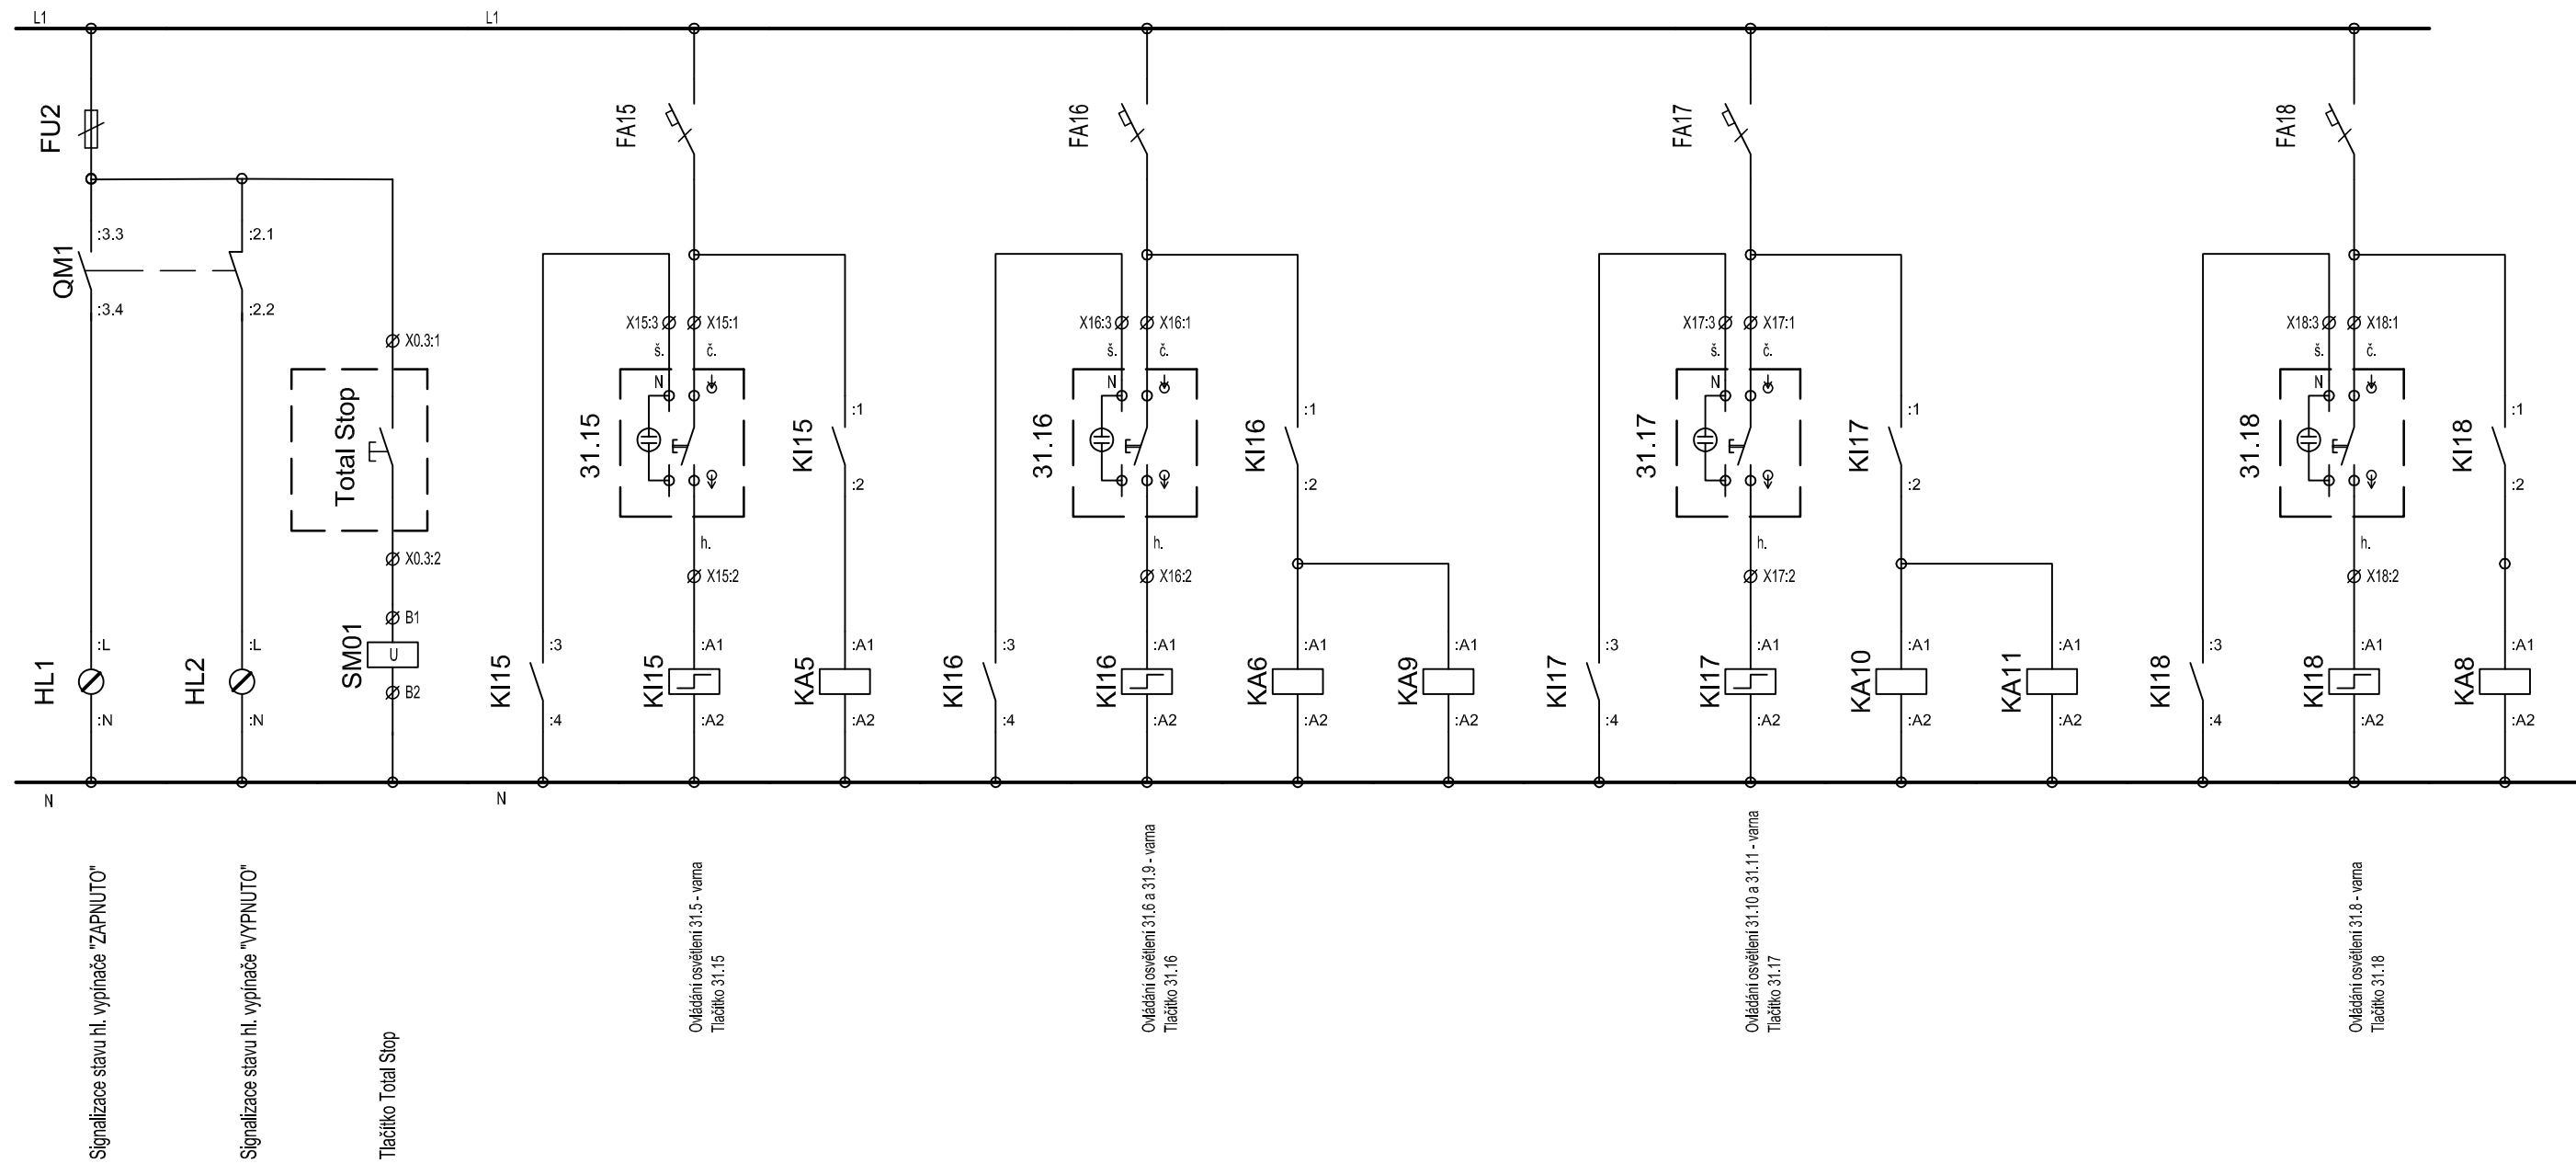 L1
L1
FU2
FA15
FA16
FA17
FA18
QM1
:3.3
:3.4
:2.1
:2.2
X0.3:1
Total Stop
X0.3:2
B1
SM01
U
B2
HL1
:L
:N
HL2
:L
:N
X15:3
X15:1
š.
č.
N
31.15
h.
X15:2
KI15
:1
:2
KI15
:3
:4
KI15
:A1
:A2
KA5
:A1
:A2
X16:3
X16:1
š.
č.
N
31.16
h.
X16:2
KI16
:1
:2
KI16
:3
:4
KI16
:A1
:A2
KA6
:A1
:A2
KA9
:A1
:A2
X17:3
X17:1
š.
č.
N
31.17
h.
X17:2
KI17
:1
:2
KI17
:3
:4
KI17
:A1
:A2
KA10
:A1
:A2
KA11
:A1
:A2
X18:3
X18:1
š.
č.
N
31.18
h.
X18:2
KI18
:1
:2
KI18
:3
:4
KI18
:A1
:A2
KA8
:A1
:A2
N
N
Signalizace stavu hl. vypínače "ZAPNUTO"
Signalizace stavu hl. vypínače "VYPNUTO"
Tlačítko Total Stop
Ovládání osvětlení 31.5 - varna
Tlačítko 31.15
Ovládání osvětlení 31.6 a 31.9 - varna
Tlačítko 31.16
Ovládání osvětlení 31.10 a 31.11 - varna
Tlačítko 31.17
Ovládání osvětlení 31.8 - varna
Tlačítko 31.18